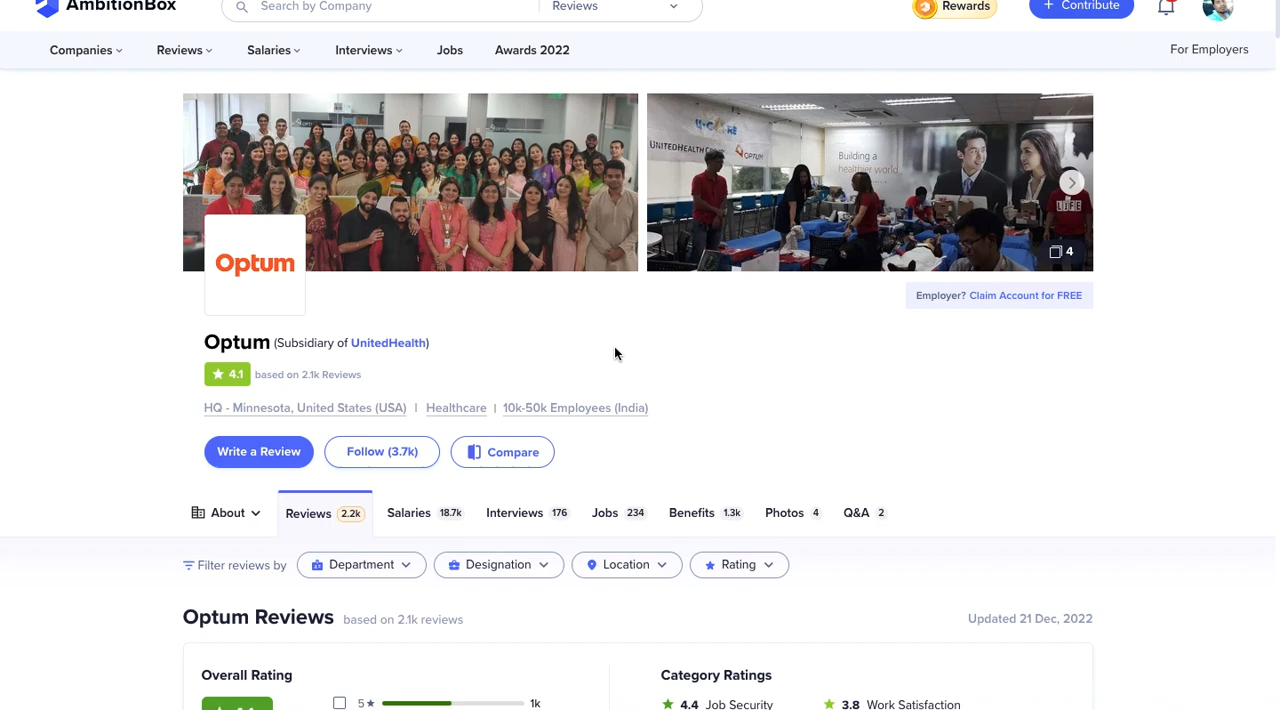 AmbitionBox
Search by Company
Reviews
Rewards
+ Contribute
Companies
Reviews
Salaries
Interviews
Jobs
Awards 2022
For Employers
UNITEDHEALTH
OPTUM
Building a
healthier world
LIFE
4
Optum
Employer? Claim Account for FREE
Optum (Subsidiary of UnitedHealth)
★ 4.1 based on 2.1k Reviews
HQ - Minnesota, United States (USA) | Healthcare | 10k-50k Employees (India)
Write a Review
Follow (3.7k)
Compare
About
Reviews 2.2k
Salaries 18.7k
Interviews 176
Jobs 234
Benefits 1.3k
Photos 4
Q&A 2
Filter reviews by
Department
Designation
Location
Rating
Optum Reviews based on 2.1k reviews
Updated 21 Dec, 2022
Overall Rating
Category Ratings
5★ 1k
★ 4.4 Job Security
★ 3.8 Work Satisfaction